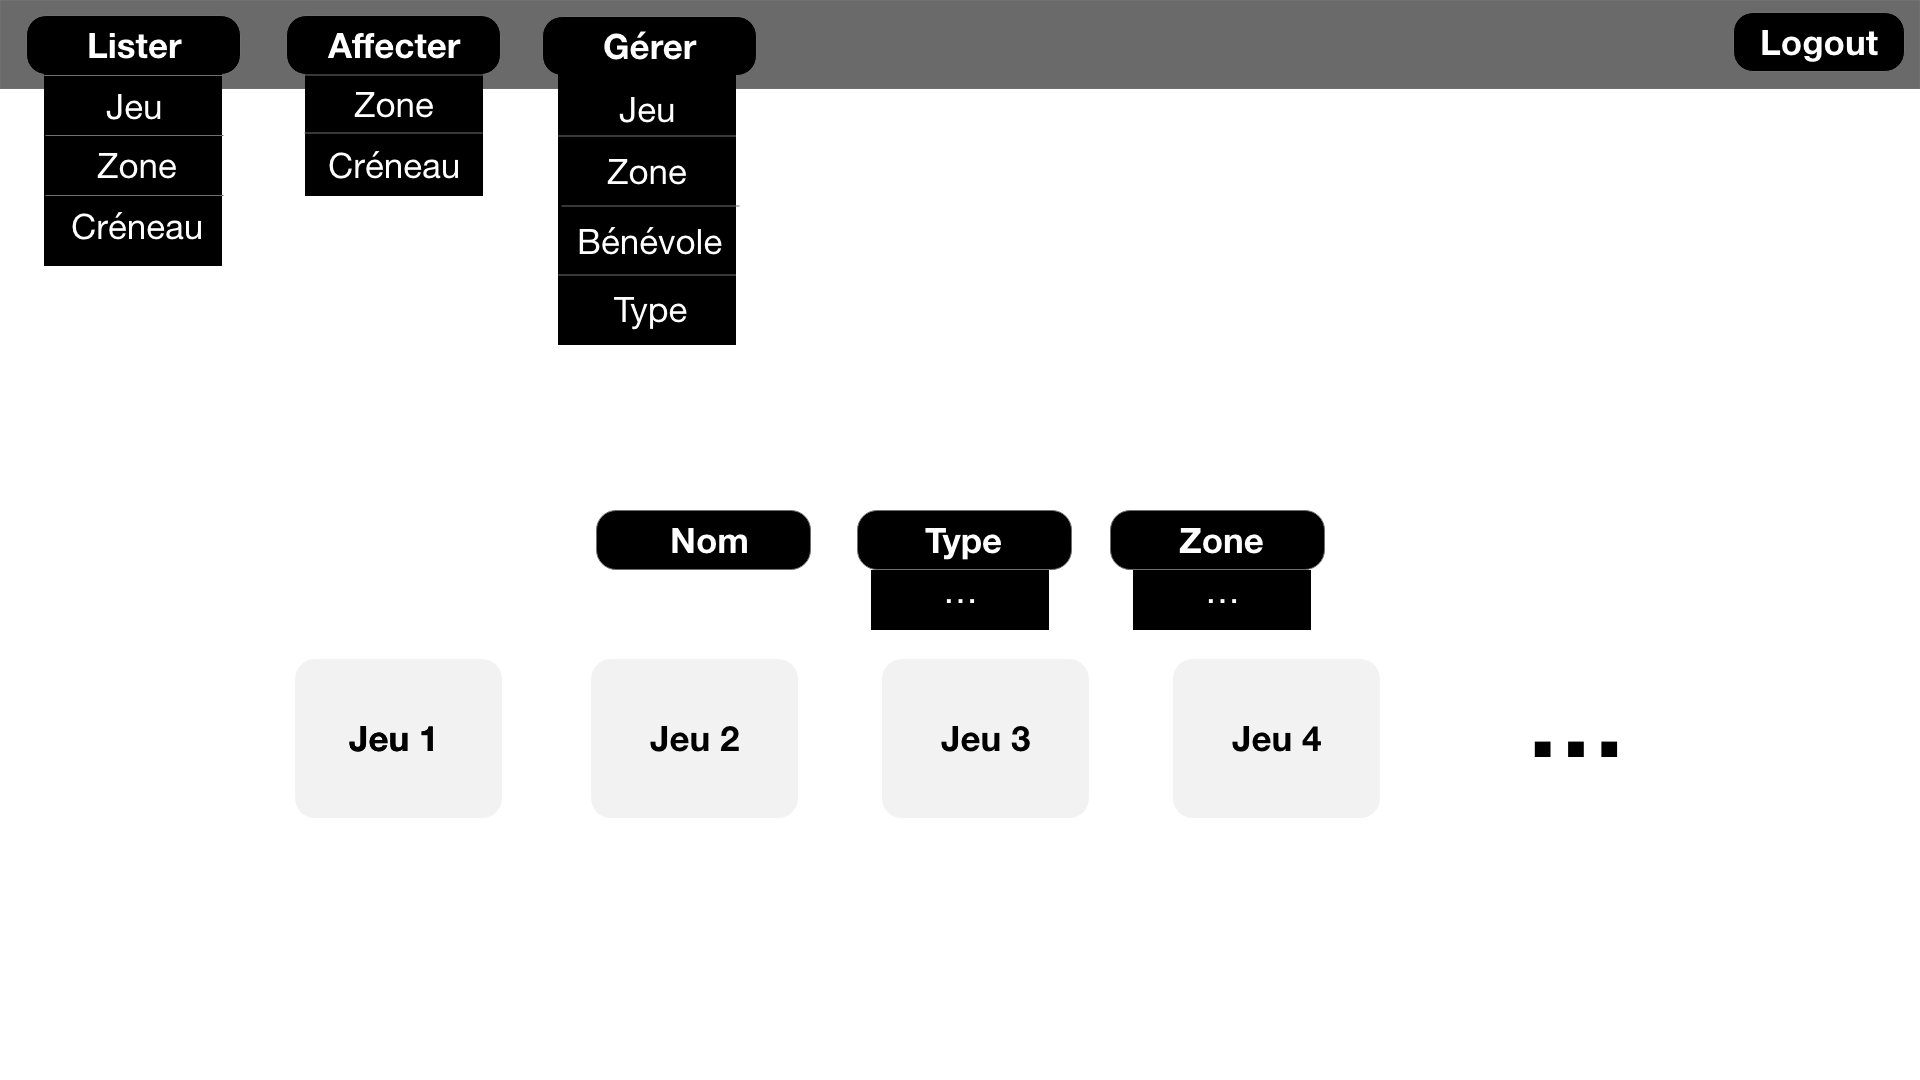 Lister
Jeu
Zone
Créneau
Affecter
Zone
Créneau
Gérer
Jeu
Zone
Bénévole
Type
Logout
Nom
Type
...
Zone
...
Jeu 1
Jeu 2
Jeu 3
Jeu 4
...